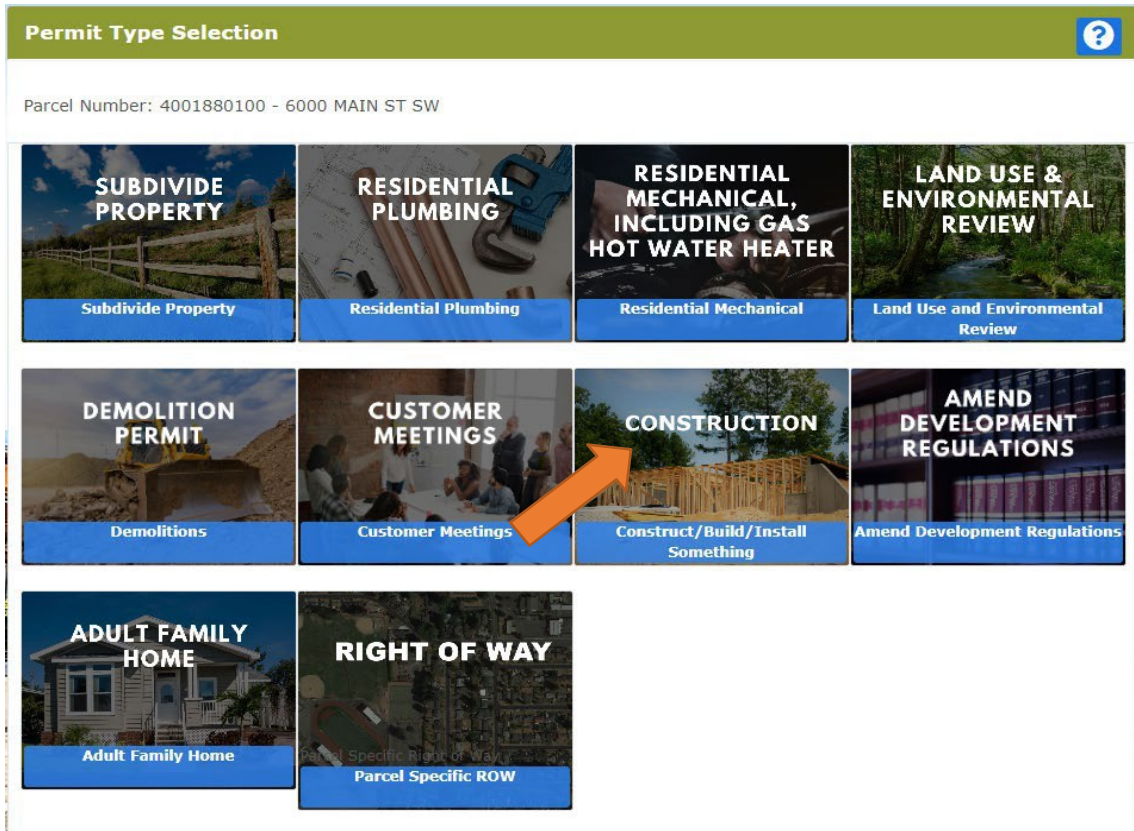 Permit Type Selection
?
Parcel Number: 4001880100 - 6000 MAIN ST SW
SUBDIVIDE
PROPERTY
Subdivide Property
RESIDENTIAL
PLUMBING
Residential Plumbing
RESIDENTIAL
MECHANICAL,
INCLUDING GAS
HOT WATER HEATER
Residential Mechanical
LAND USE &
ENVIRONMENTAL
REVIEW
Land Use and Environmental
Review
DEMOLITION
PERMIT
Demolitions
CUSTOMER
MEETINGS
Customer Meetings
CONSTRUCTION
Construct/Build/Install
Something
AMEND
DEVELOPMENT
REGULATIONS
Amend Development Regulations
ADULT FAMILY
HOME
Adult Family Home
RIGHT OF WAY
Parcel Specific Right of Way
Parcel Specific ROW